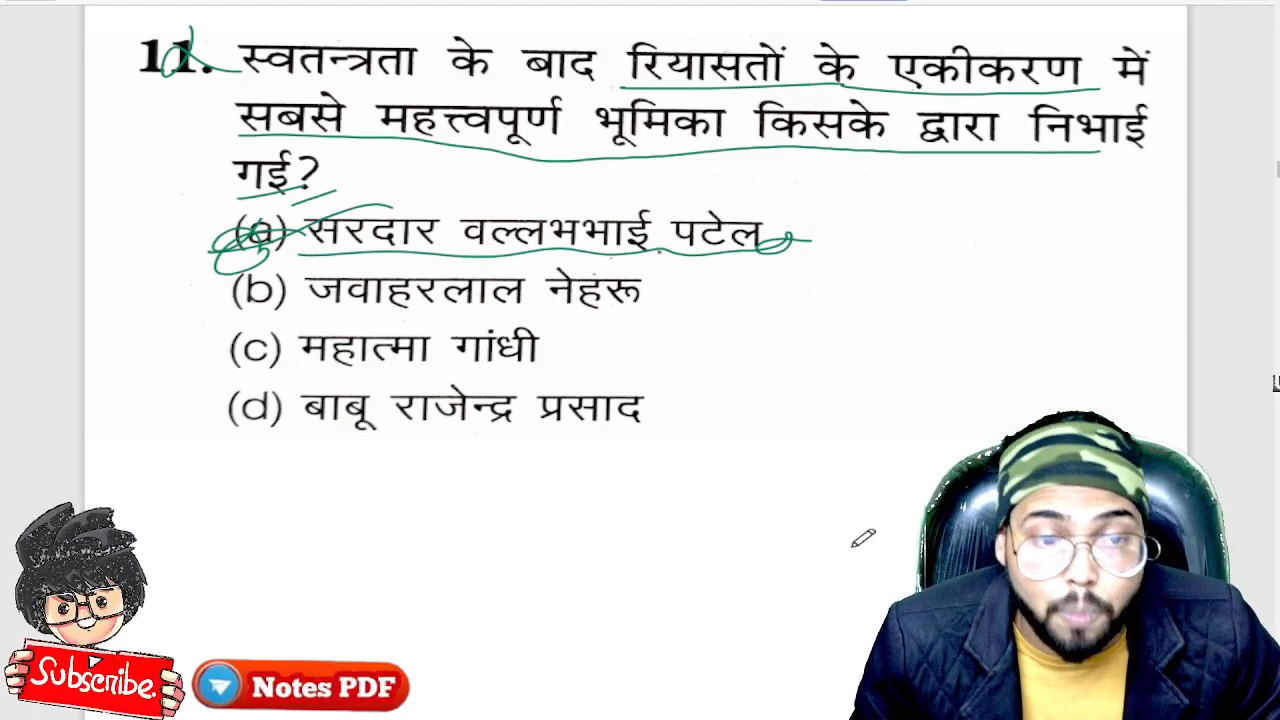 11. स्वतन्त्रता के बाद रियासतों के एकीकरण में
सबसे महत्त्वपूर्ण भूमिका किसके द्वारा निभाई
गई?
(a) सरदार वल्लभभाई पटेल
(b) जवाहरलाल नेहरू
(c) महात्मा गांधी
(d) बाबू राजेन्द्र प्रसाद
Subscribe.
Notes PDF